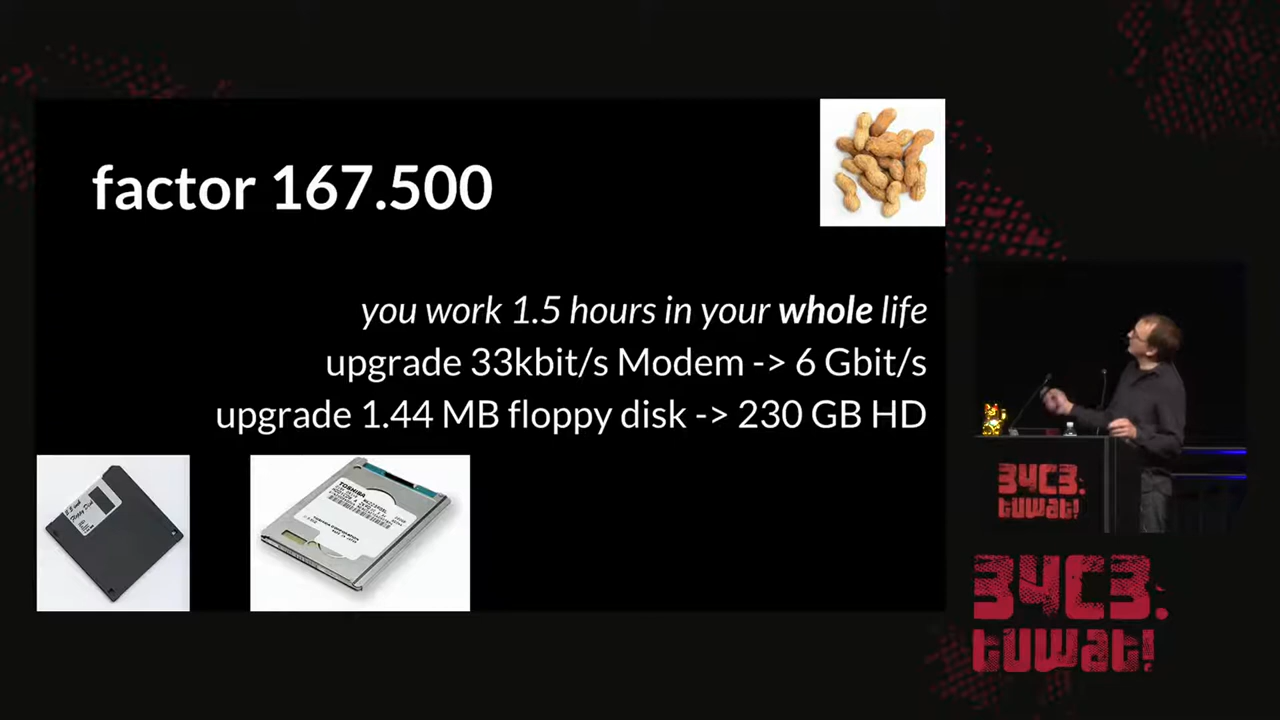 factor 167.500
you work 1.5 hours in your whole life
upgrade 33kbit/s Modem -> 6 Gbit/s
upgrade 1.44 MB floppy disk -> 230 GB HD
TOSHIBA
34C3.
tuwat!
34C3.
tuwat!